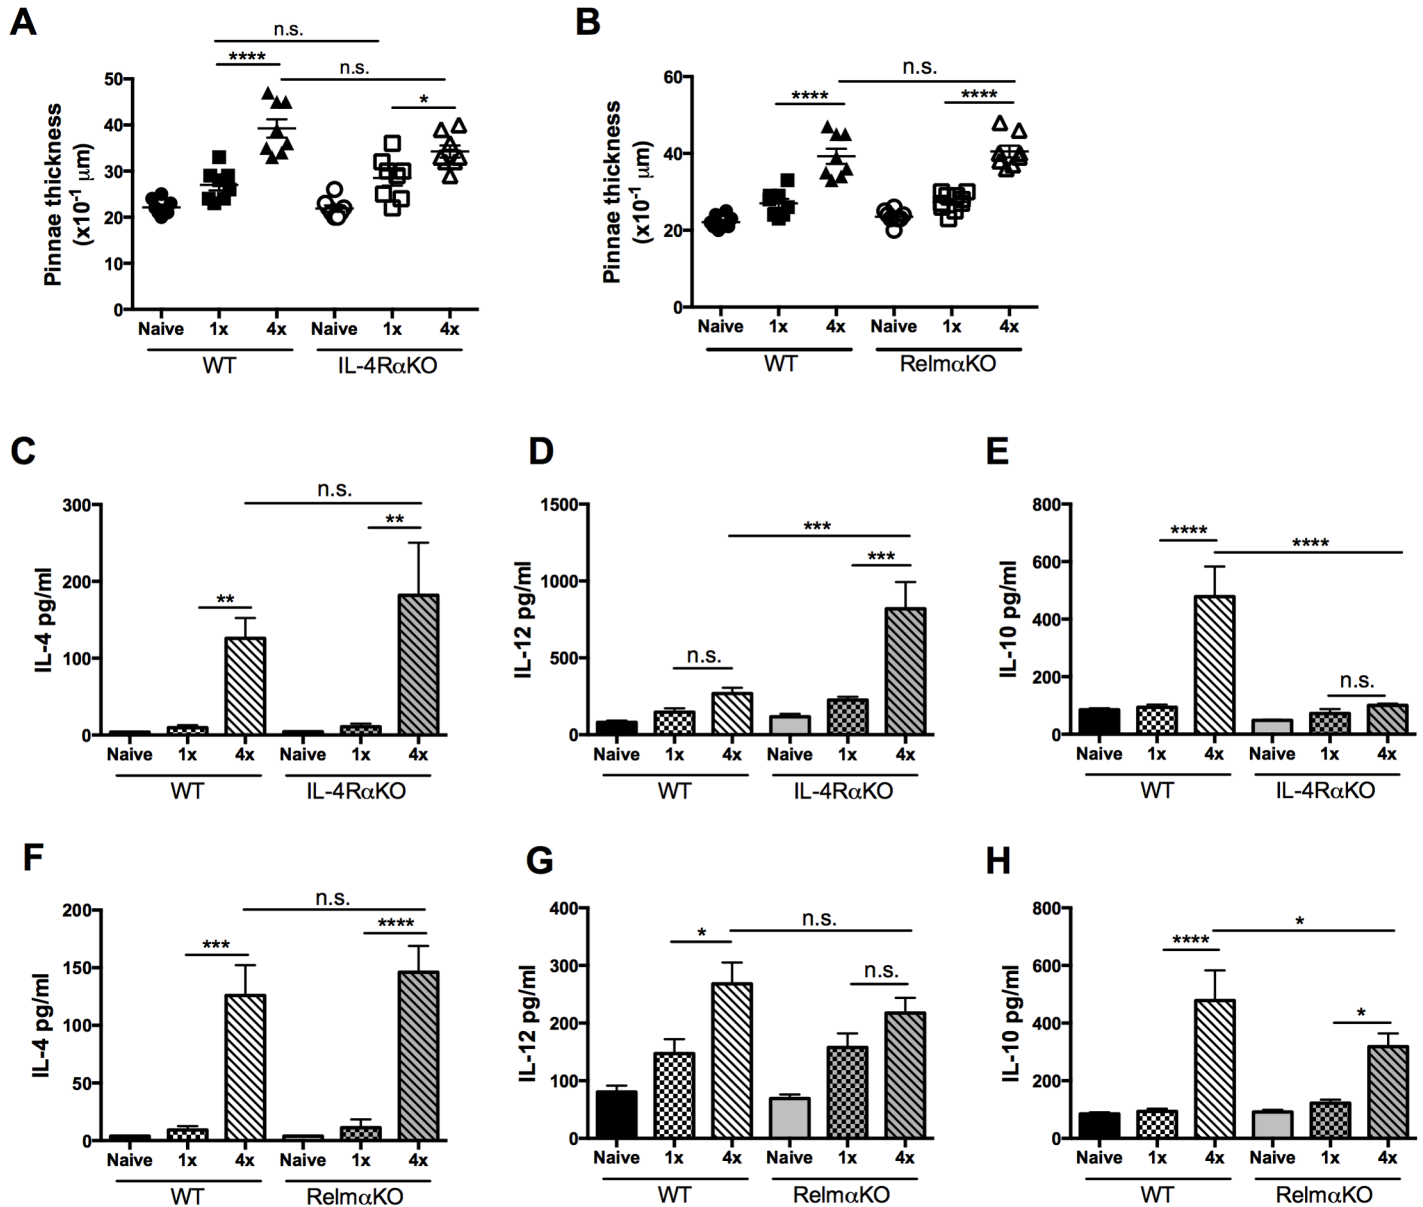 A
n.s.
****
n.s.
*
Pinnae thickness
(x10-1 μm)
50
40
30
20
10
0
Naive 1x 4x Naive 1x 4x
WT IL-4RαKO
B
n.s.
**** ****
Pinnae thickness
(x10-1 μm)
60
40
20
0
Naive 1x 4x Naive 1x 4x
WT RelmαKO
C
n.s.
**
**
IL-4 pg/ml
300
200
100
0
Naive 1x 4x Naive 1x 4x
WT IL-4RαKO
D
***
***
n.s.
IL-12 pg/ml
1500
1000
500
0
Naive 1x 4x Naive 1x 4x
WT IL-4RαKO
E
****
****
n.s.
IL-10 pg/ml
800
600
400
200
0
Naive 1x 4x Naive 1x 4x
WT IL-4RαKO
F
n.s.
****
***
IL-4 pg/ml
200
150
100
50
0
Naive 1x 4x Naive 1x 4x
WT RelmαKO
G
n.s.
*
n.s.
IL-12 pg/ml
400
300
200
100
0
Naive 1x 4x Naive 1x 4x
WT RelmαKO
H
*
****
*
IL-10 pg/ml
800
600
400
200
0
Naive 1x 4x Naive 1x 4x
WT RelmαKO